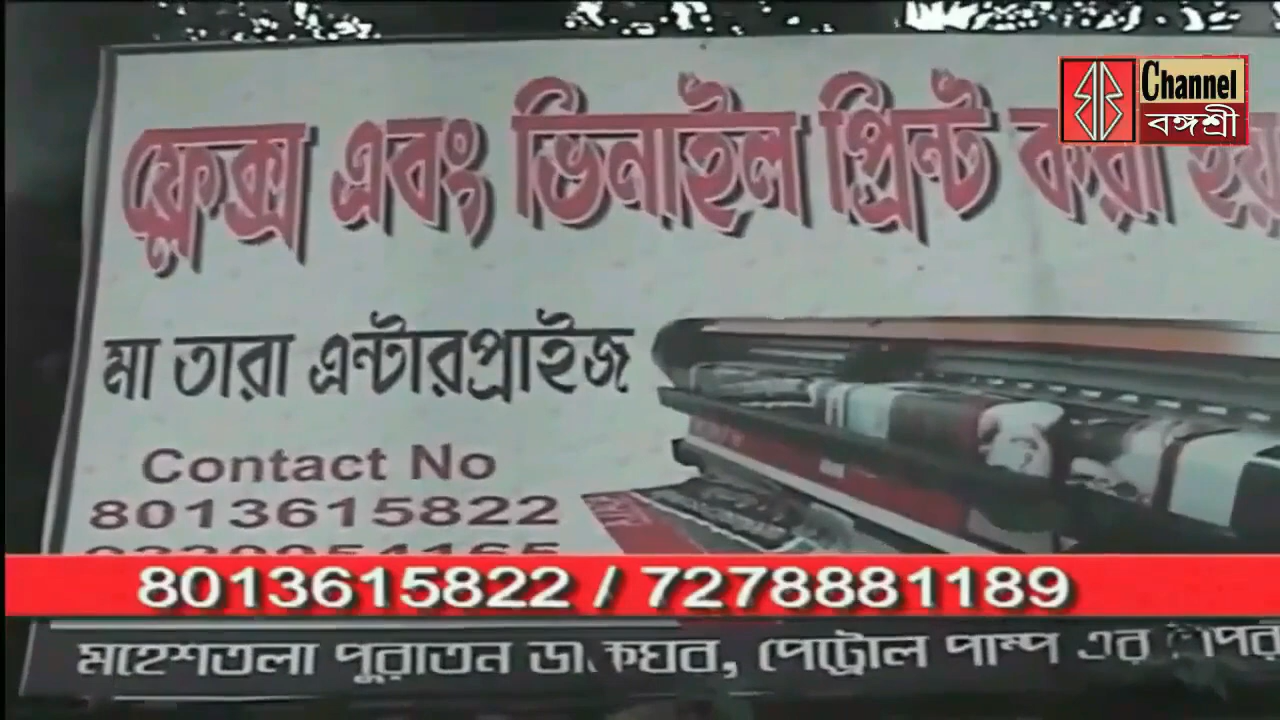 Channel
বঙ্গশ্রী
ফ্লেক্স এবং ভিনাইল প্রিন্ট করা হয়
মা তারা এন্টারপ্রাইজ
Contact No
8013615822
8013615822 / 7278881189
মহেশতলা পুরাতন ডাকঘর, পেট্রোল পাম্প এর